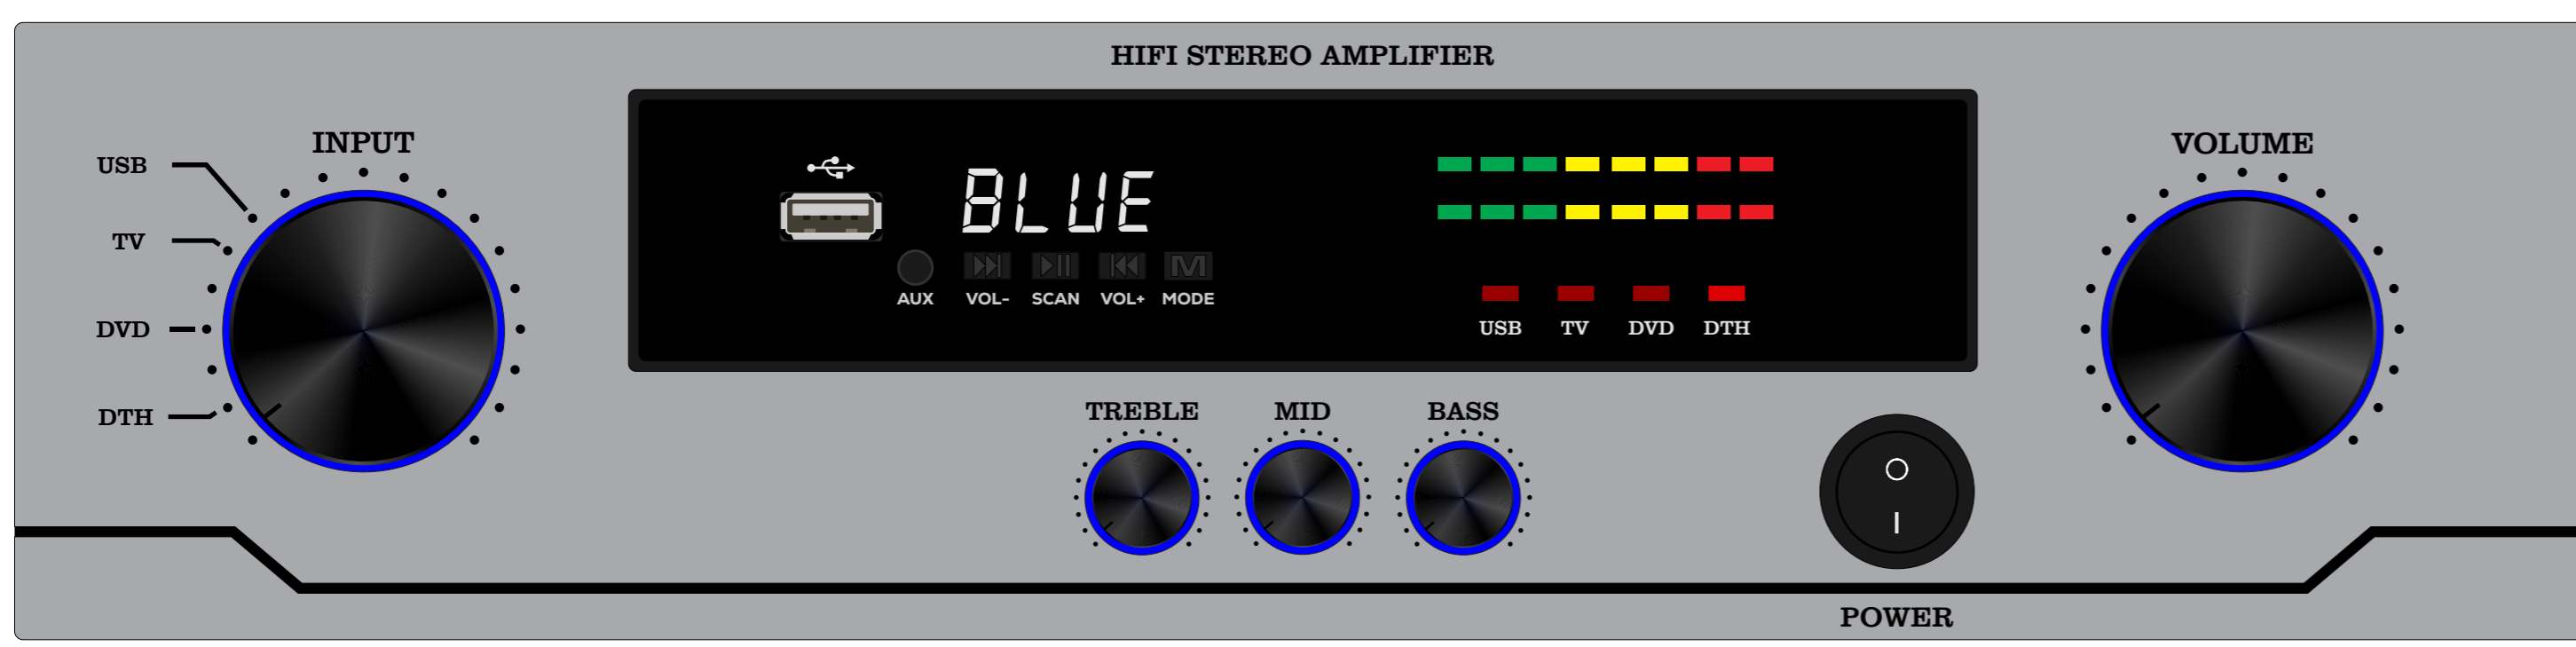 HIFI STEREO AMPLIFIER
INPUT
USB
TV
DVD
DTH
BLUE
AUX VOL- SCAN VOL+ MODE
M
USB TV DVD DTH
VOLUME
TREBLE MID BASS
POWER